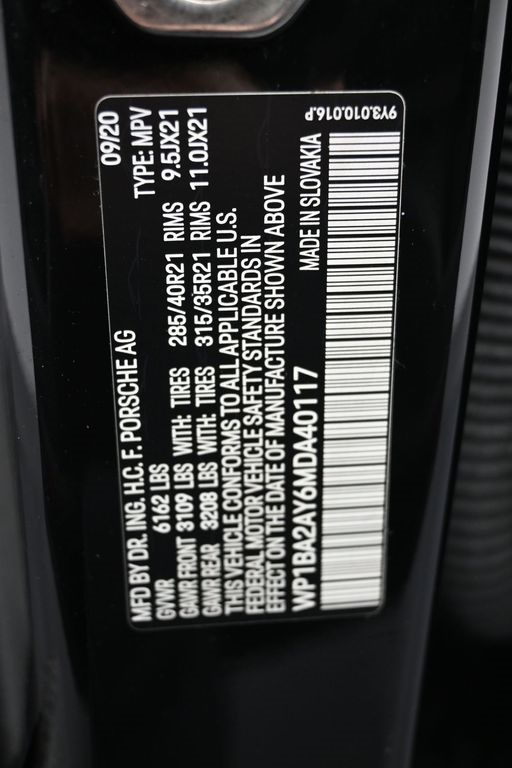 MFD BY DR. ING. H.C. F. PORSCHE AG 09/20
GVWR 6162 LBS TYPE: MPV
GAWR FRONT 3109 LBS WITH: TIRES 285/40R21 RIMS 9.5JX21
GAWR REAR 3208 LBS WITH: TIRES 315/35R21 RIMS 11.0JX21
THIS VEHICLE CONFORMS TO ALL APPLICABLE U.S.
FEDERAL MOTOR VEHICLE SAFETY STANDARDS IN
EFFECT ON THE DATE OF MANUFACTURE SHOWN ABOVE
WP1BA2AY6MDA40117 MADE IN SLOVAKIA
9Y3.010.016.P